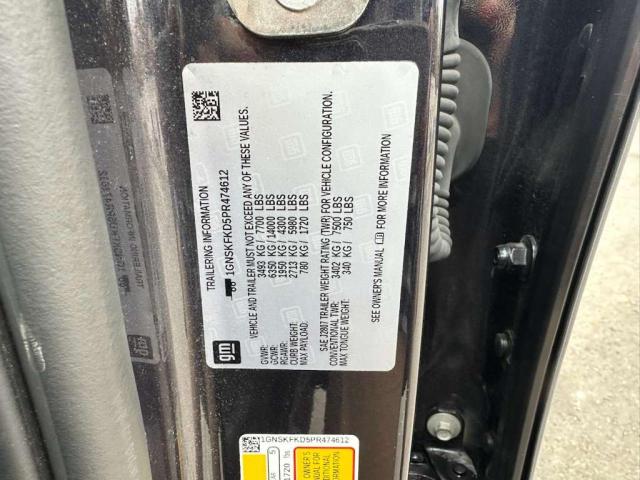 TRAILERING INFORMATION
1GNSKFKD5PR474612
VEHICLE AND TRAILER MUST NOT EXCEED ANY OF THESE VALUES.
GVWR: 3493 KG / 7700 LBS
GCWR: 6350 KG / 14000 LBS
RGAWR: 1950 KG / 4300 LBS
CURB WEIGHT: 2713 KG / 5980 LBS
MAX PAYLOAD: 780 KG / 1720 LBS
SAE J2807 TRAILER WEIGHT RATING (TWR) FOR VEHICLE CONFIGURATION.
CONVENTIONAL TWR: 3402 KG / 7500 LBS
MAX TONGUE WEIGHT: 340 KG / 750 LBS
SEE OWNER'S MANUAL FOR MORE INFORMATION
gm
1GNSKFKD5PR474612
5
1720 lbs
OWNER'S